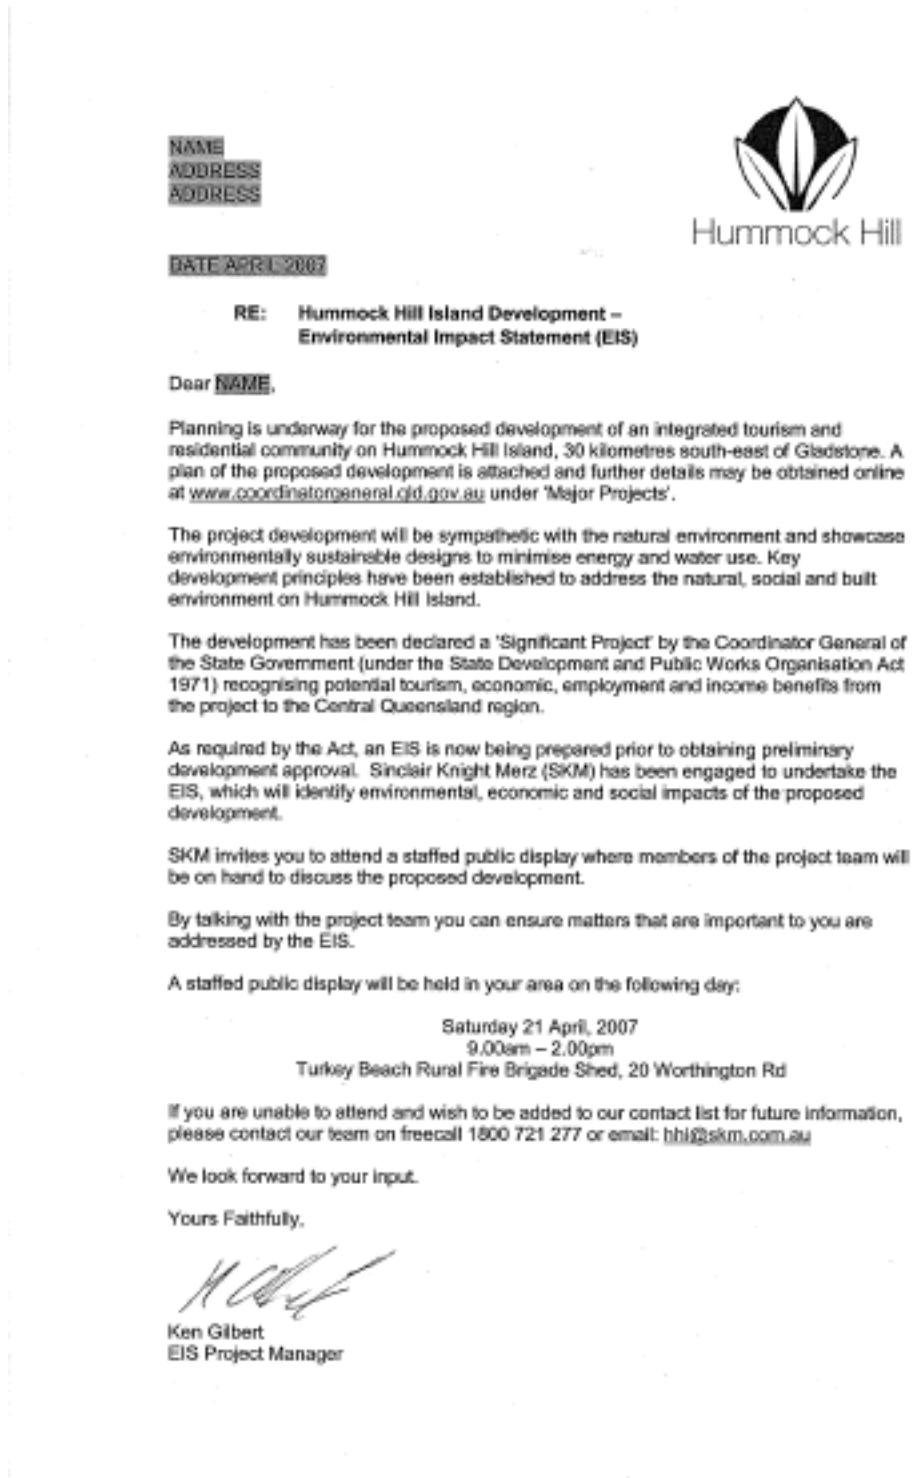 NAME
ADDRESS
ADDRESS
Hummock Hill
DATE APRIL 2007
RE: Hummock Hill Island Development –
Environmental Impact Statement (EIS)
Dear NAME,
Planning is underway for the proposed development of an integrated tourism and
residential community on Hummock Hill Island, 30 kilometres south-east of Gladstone. A
plan of the proposed development is attached and further details may be obtained online
at www.coordinatorgeneral.qld.gov.au under 'Major Projects'.
The project development will be sympathetic with the natural environment and showcase
environmentally sustainable designs to minimise energy and water use. Key
development principles have been established to address the natural, social and built
environment on Hummock Hill Island.
The development has been declared a 'Significant Project' by the Coordinator General of
the State Government (under the State Development and Public Works Organisation Act
1971) recognising potential tourism, economic, employment and income benefits from
the project to the Central Queensland region.
As required by the Act, an EIS is now being prepared prior to obtaining preliminary
development approval. Sinclair Knight Merz (SKM) has been engaged to undertake the
EIS, which will identify environmental, economic and social impacts of the proposed
development.
SKM invites you to attend a staffed public display where members of the project team will
be on hand to discuss the proposed development.
By talking with the project team you can ensure matters that are important to you are
addressed by the EIS.
A staffed public display will be held in your area on the following day:
Saturday 21 April, 2007
9.00am – 2.00pm
Turkey Beach Rural Fire Brigade Shed, 20 Worthington Rd
If you are unable to attend and wish to be added to our contact list for future information,
please contact our team on freecall 1800 721 277 or email: hhi@skm.com.au
We look forward to your input.
Yours Faithfully,
Ken Gilbert
EIS Project Manager